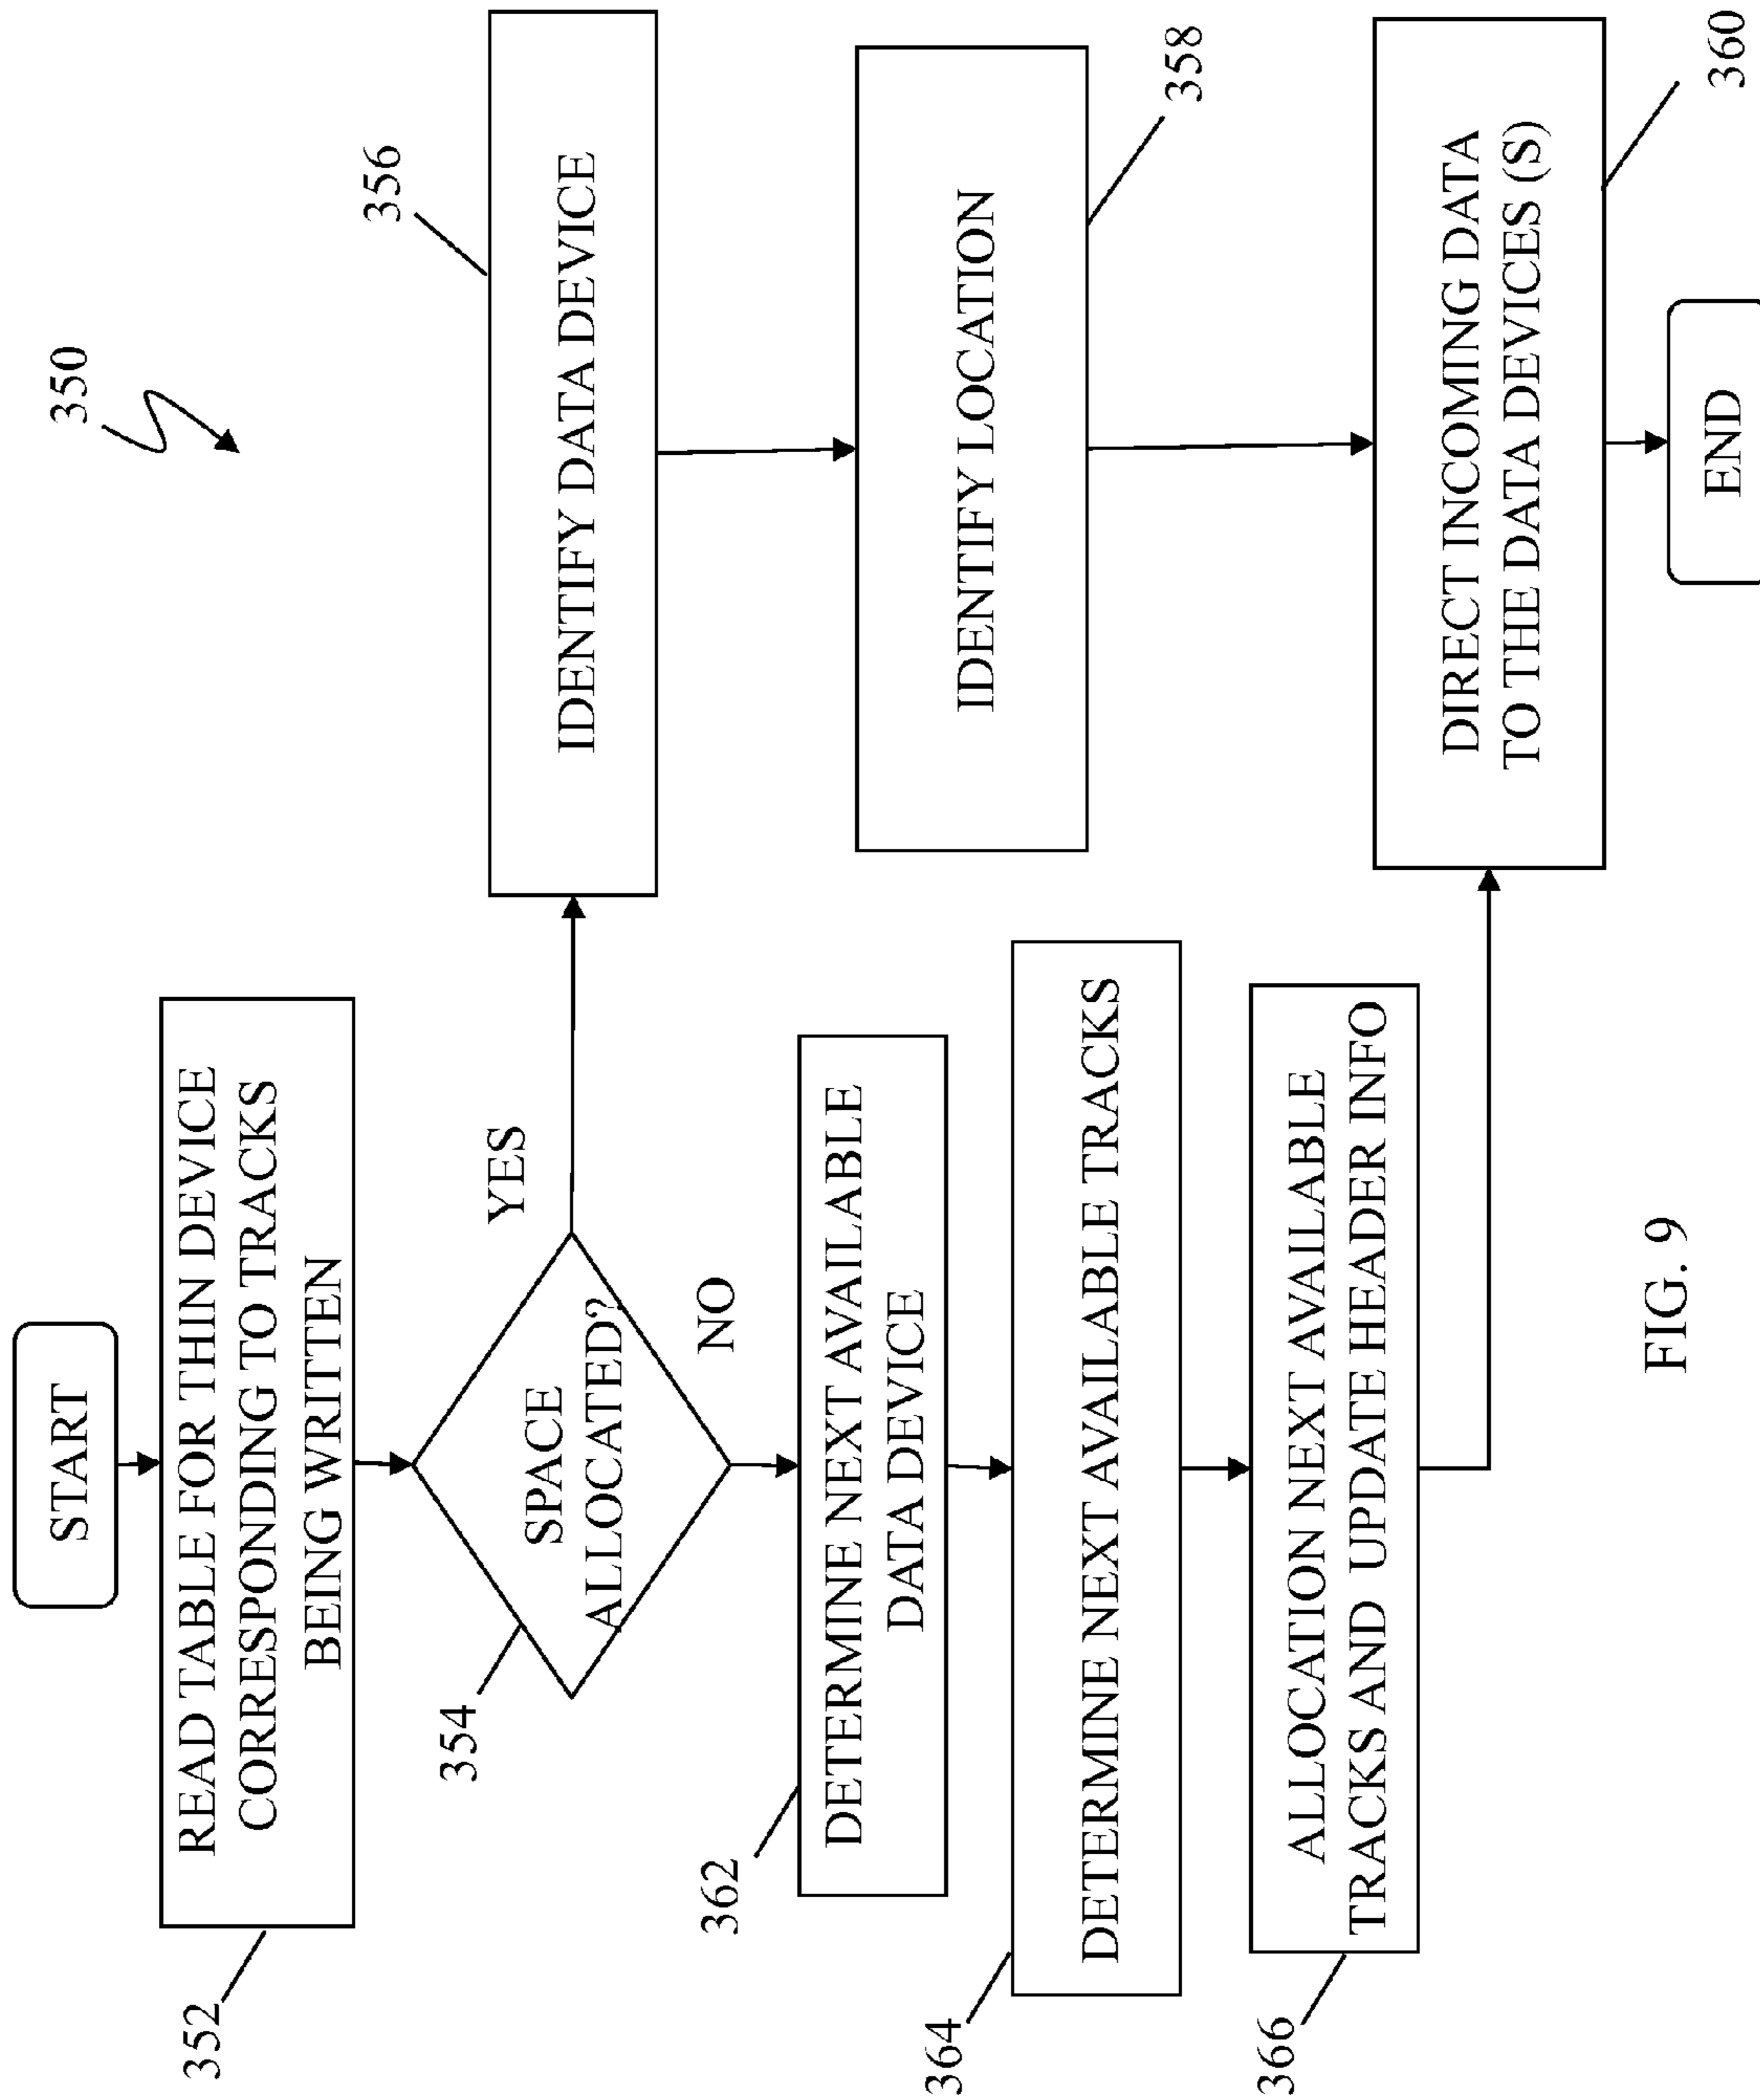 350
START
352
READ TABLE FOR THIN DEVICE
CORRESPONDING TO TRACKS
BEING WRITTEN
354
SPACE
ALLOCATED?
YES
NO
356
IDENTIFY DATA DEVICE
358
IDENTIFY LOCATION
362
DETERMINE NEXT AVAILABLE
DATA DEVICE
364
DETERMINE NEXT AVAILABLE TRACKS
366
ALLOCATION NEXT AVAILABLE
TRACKS AND UPDATE HEADER INFO
360
DIRECT INCOMING DATA
TO THE DATA DEVICES (S)
END
FIG. 9